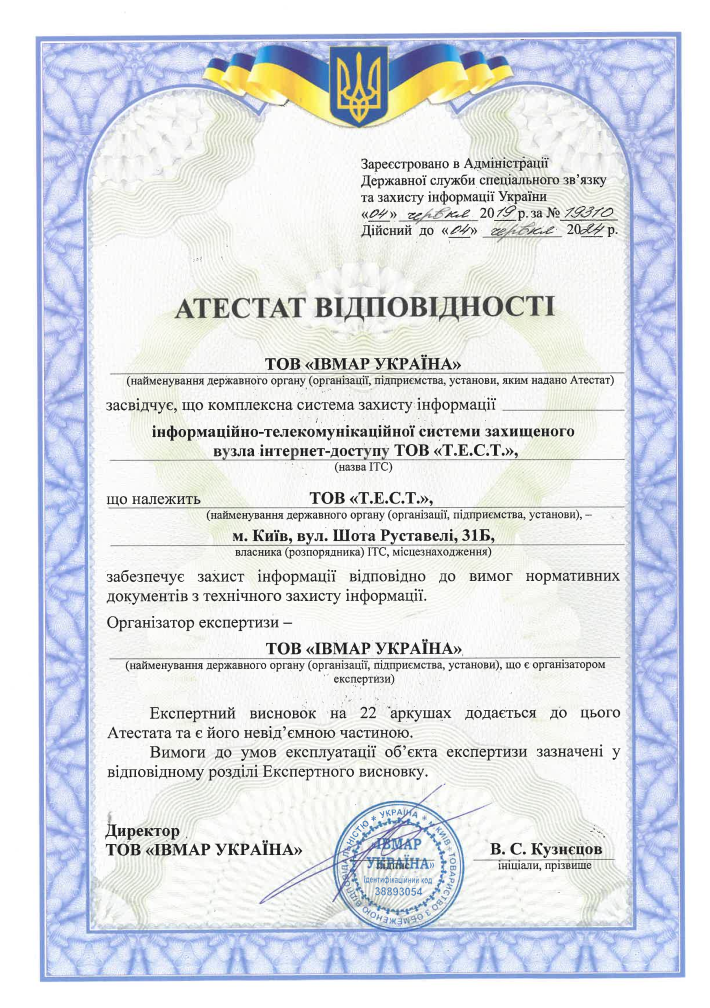 Зареєстровано в Адміністрації
Державної служби спеціального зв’язку
та захисту інформації України
«04» червня 2019 р. за № 19310
Дійсний до «04» червня 2024 р.
АТЕСТАТ ВІДПОВІДНОСТІ
ТОВ «ІВМАР УКРАЇНА»
(найменування державного органу (організації, підприємства, установи, яким надано Атестат)
засвідчує, що комплексна система захисту інформації
інформаційно-телекомунікаційної системи захищеного
вузла інтернет-доступу ТОВ «Т.Е.С.Т.»,
(назва ІТС)
що належить ТОВ «Т.Е.С.Т.»,
(найменування державного органу (організації, підприємства, установи), –
м. Київ, вул. Шота Руставелі, 31Б,
власника (розпорядника) ІТС, місцезнаходження)
забезпечує захист інформації відповідно до вимог нормативних
документів з технічного захисту інформації.
Організатор експертизи –
ТОВ «ІВМАР УКРАЇНА»
(найменування державного органу (організації, підприємства, установи), що є організатором
експертизи)
Експертний висновок на 22 аркушах додається до цього
Атестата та є його невід’ємною частиною.
Вимоги до умов експлуатації об’єкта експертизи зазначені у
відповідному розділі Експертного висновку.
Директор
ТОВ «ІВМАР УКРАЇНА»
підпис
В. С. Кузнєцов
ініціали, прізвище
УКРАЇНА * м.КИЇВ * ТОВАРИСТВО З ОБМЕЖЕНОЮ ВІДПОВІДАЛЬНІСТЮ *
«ІВМАР
УКРАЇНА»
Ідентифікаційний код
38893054